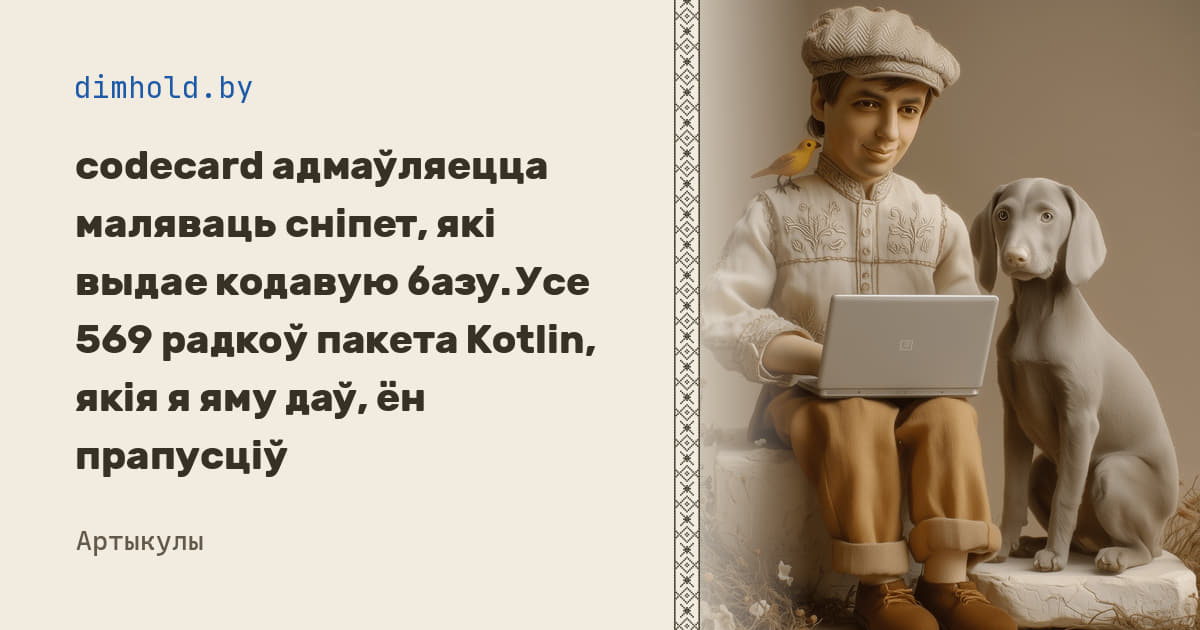 dimhold.by
codecard адмаўляецца
маляваць сніпет, які
выдае кодавую базу. Усе
569 радкоў пакета Kotlin,
якія я яму даў, ён
прапусціў
Артыкулы